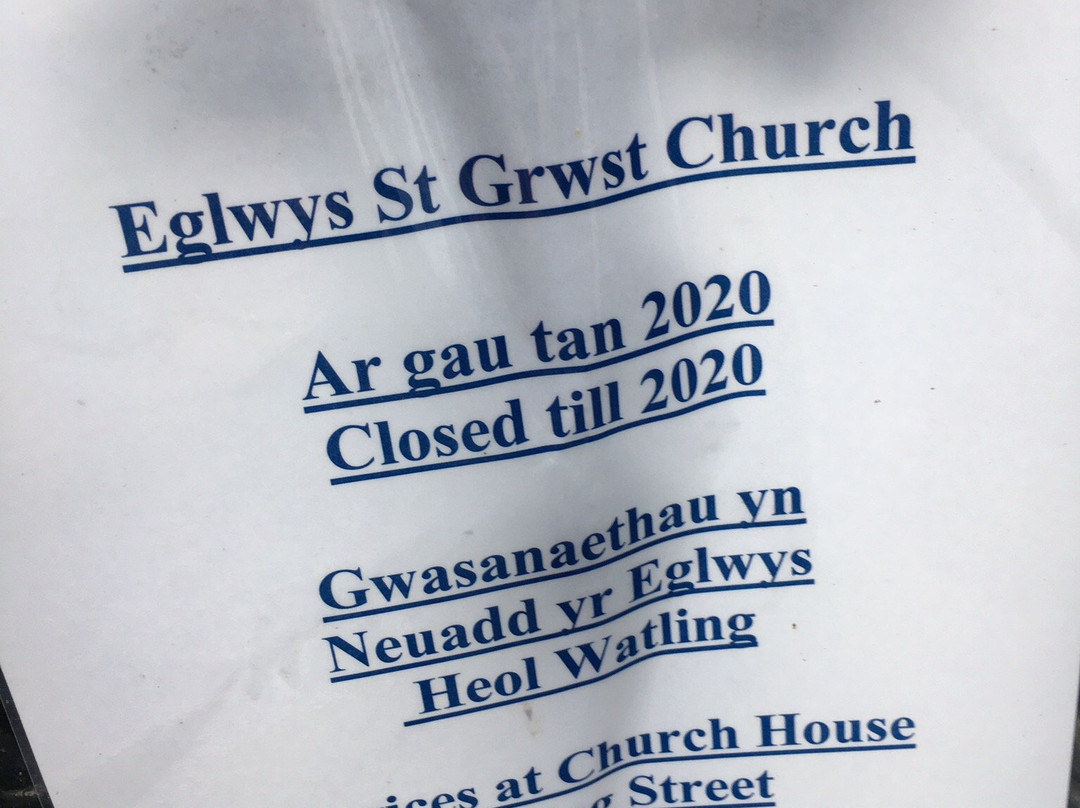 Eglwys St Grwst Church
Ar gau tan 2020
Closed till 2020
Gwasanaethau yn
Neuadd yr Eglwys
Heol Watling
at Church House
Street